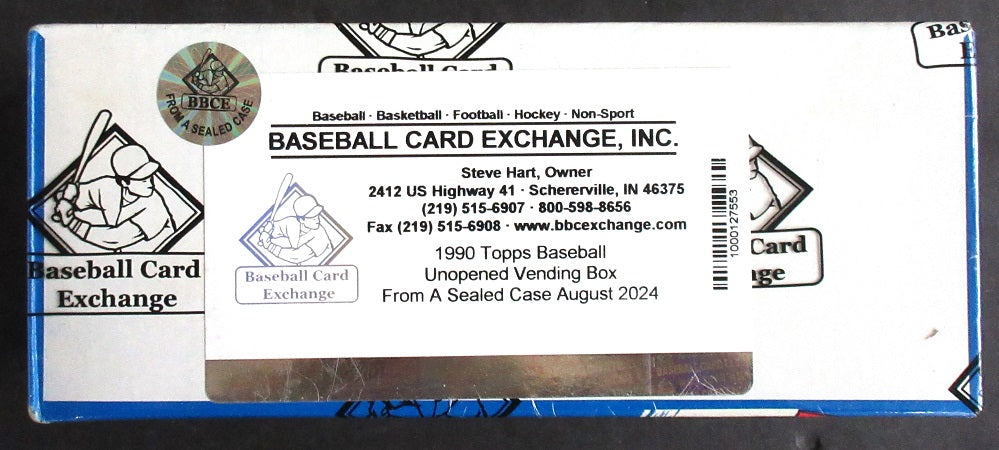 Baseball Card
Bas
E
BBCE
FROM A SEALED CASE
Baseball · Basketball · Football · Hockey · Non-Sport
BASEBALL CARD EXCHANGE, INC.
Steve Hart, Owner
2412 US Highway 41 · Schererville, IN 46375
(219) 515-6907 · 800-598-8656
Fax (219) 515-6908 · www.bbcexchange.com
1990 Topps Baseball
Unopened Vending Box
From A Sealed Case August 2024
Baseball Card
Exchange
1000127553
Baseball Card
Exchange
Card
nge